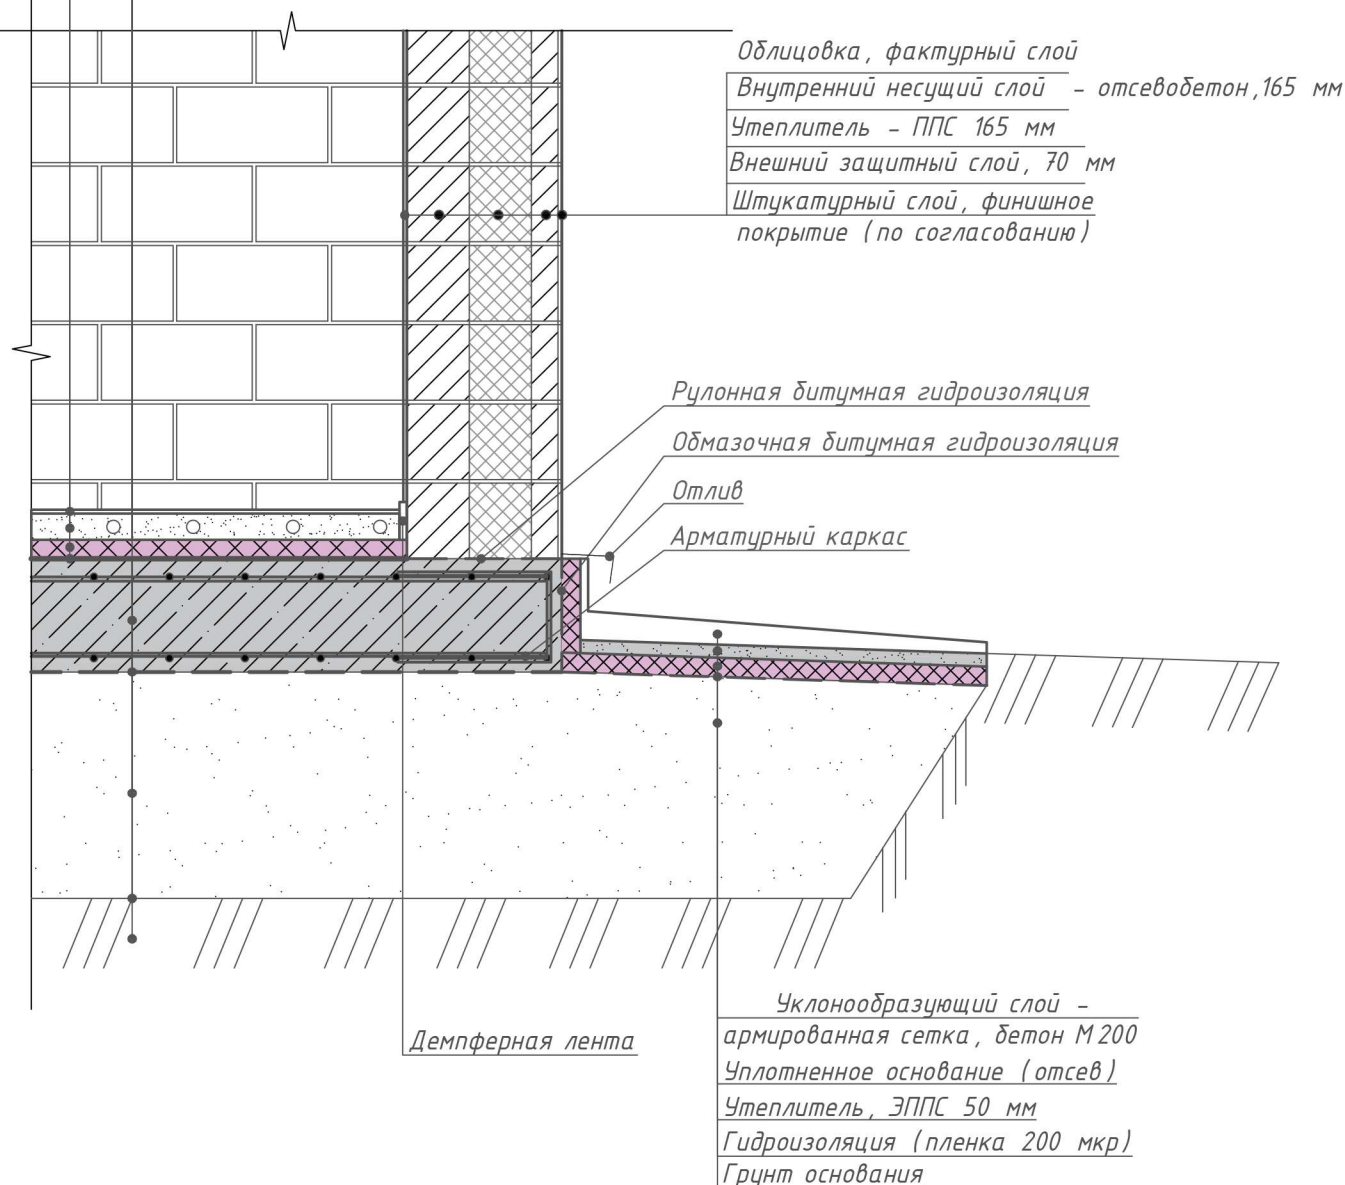 Облицовка, фактурный слой
Внутренний несущий слой - отсевобетон,165 мм
Утеплитель - ППС 165 мм
Внешний защитный слой, 70 мм
Штукатурный слой, финишное
покрытие (по согласованию)
Рулонная битумная гидроизоляция
Обмазочная битумная гидроизоляция
Отлив
Арматурный каркас
Демпферная лента
Уклонообразующий слой -
армированная сетка, бетон М200
Уплотненное основание (отсев)
Утеплитель, ЭППС 50 мм
Гидроизоляция (пленка 200 мкр)
Грунт основания